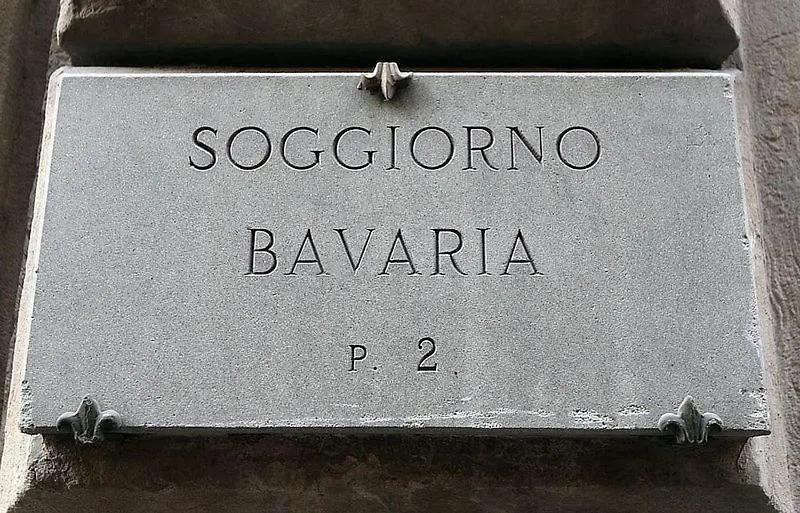 SOGGIORNO
BAVARIA
P. 2.